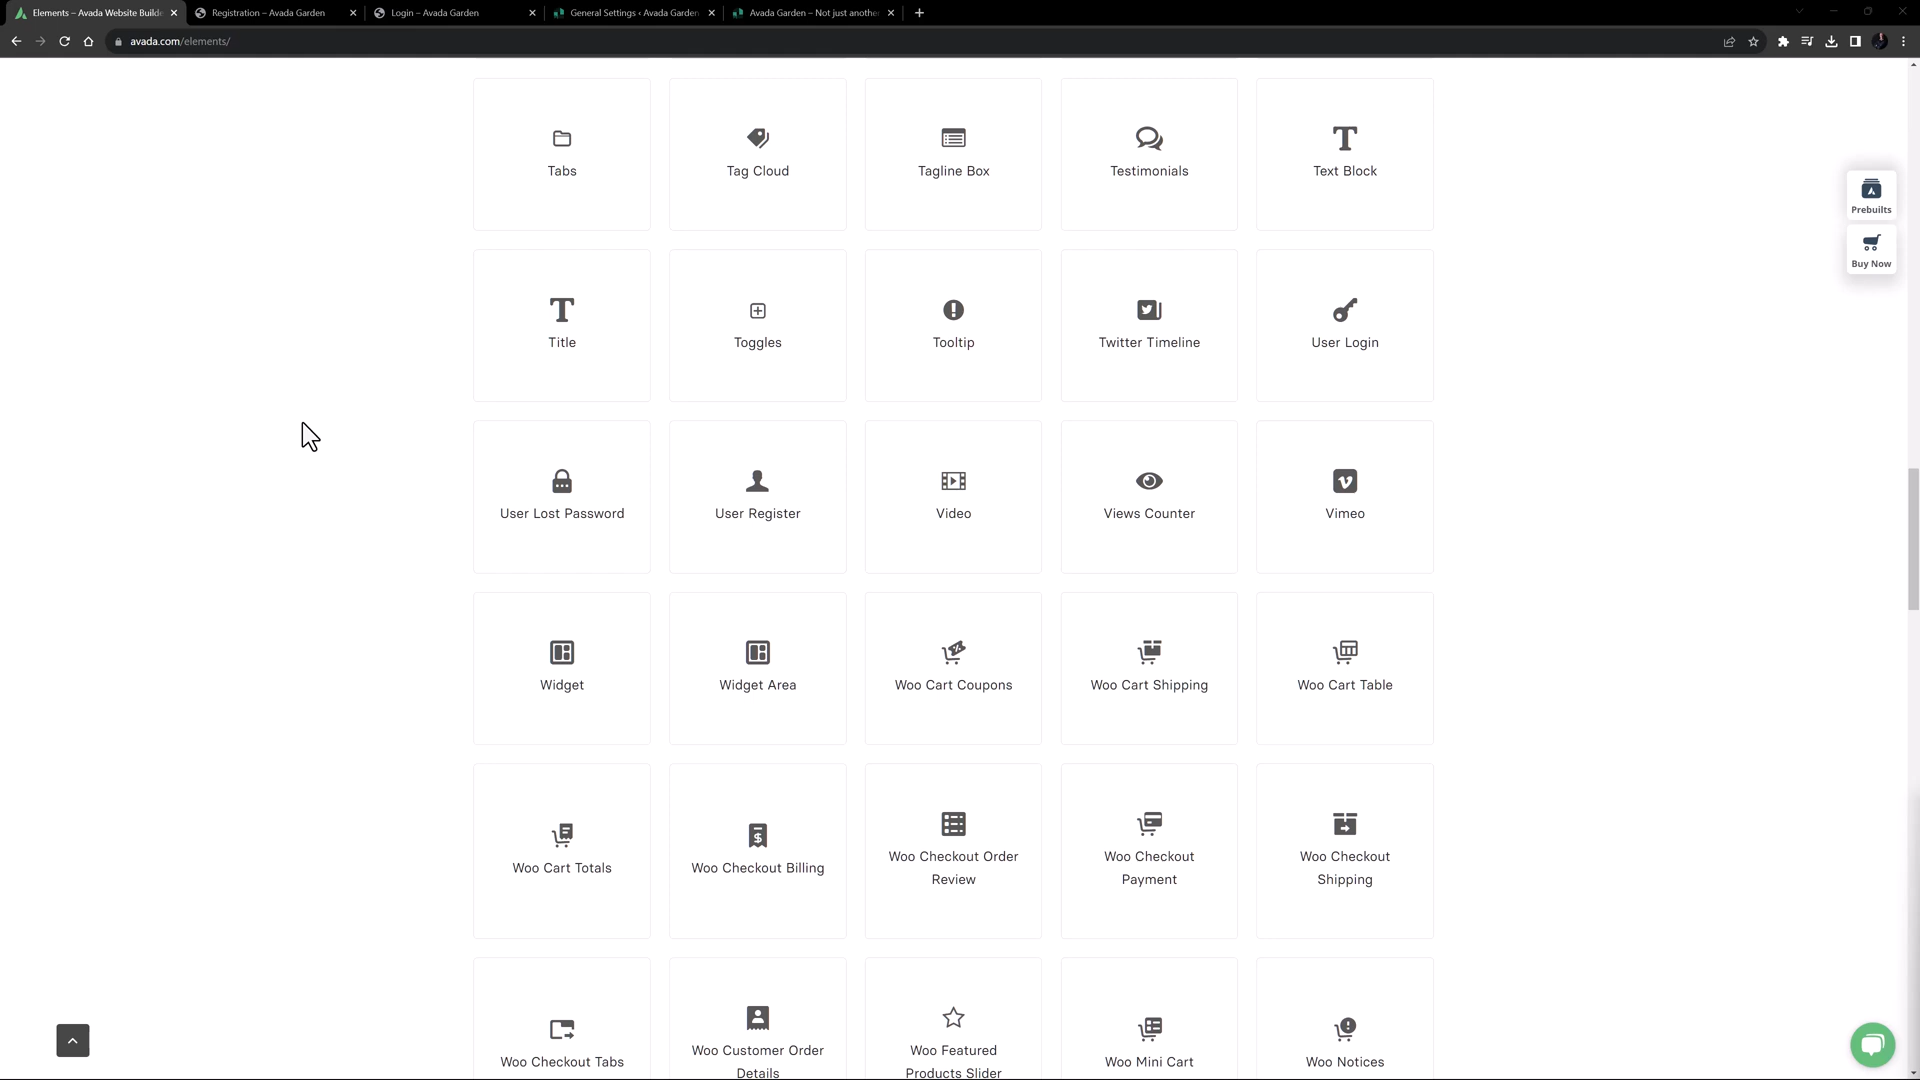 Elements – Avada Website Builde
Registration – Avada Garden
Login – Avada Garden
General Settings ‹ Avada Garden
Avada Garden – Not just another
avada.com/elements/
Tabs
Tag Cloud
Tagline Box
Testimonials
Text Block
Prebuilts
Buy Now
Title
Toggles
Tooltip
Twitter Timeline
User Login
User Lost Password
User Register
Video
Views Counter
Vimeo
Widget
Widget Area
Woo Cart Coupons
Woo Cart Shipping
Woo Cart Table
Woo Cart Totals
Woo Checkout Billing
Woo Checkout Order
Review
Woo Checkout
Payment
Woo Checkout
Shipping
Woo Checkout Tabs
Woo Customer Order
Details
Woo Featured
Products Slider
Woo Mini Cart
Woo Notices